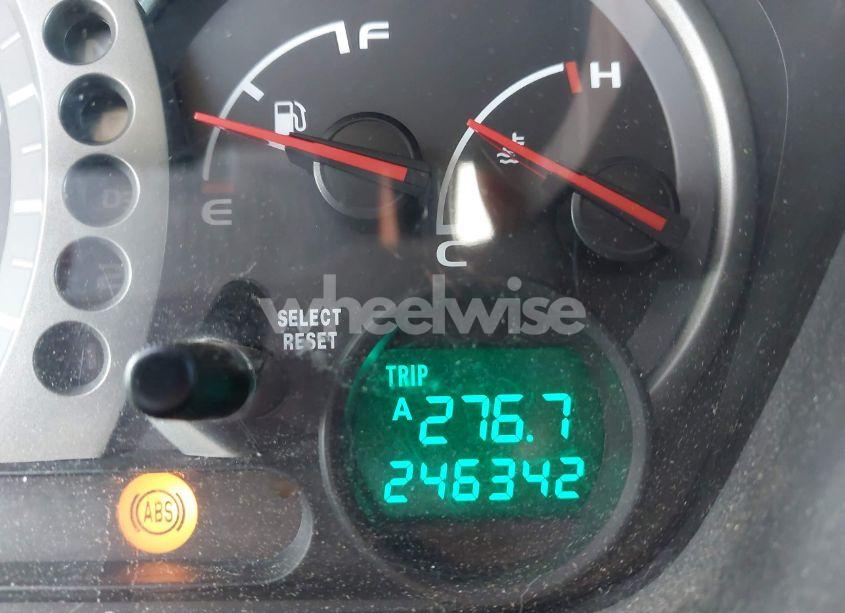 F
H
E
C
wheelwise
SELECT
RESET
TRIP
A 276.7
246342
ABS